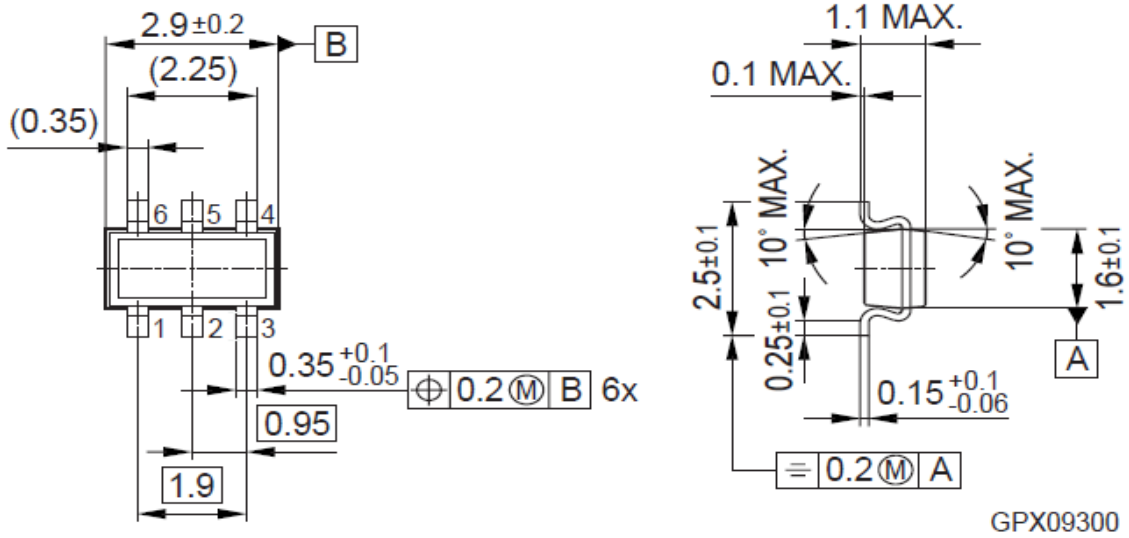 2.9±0.2
B
(2.25)
(0.35)
6 5 4
1 2 3
0.35 +0.1 -0.05
⌖ 0.2 Ⓜ B 6x
0.95
1.9
1.1 MAX.
0.1 MAX.
10° MAX.
10° MAX.
2.5±0.1
0.25±0.1
1.6±0.1
A
0.15 +0.1 -0.06
⌯ 0.2 Ⓜ A
GPX09300